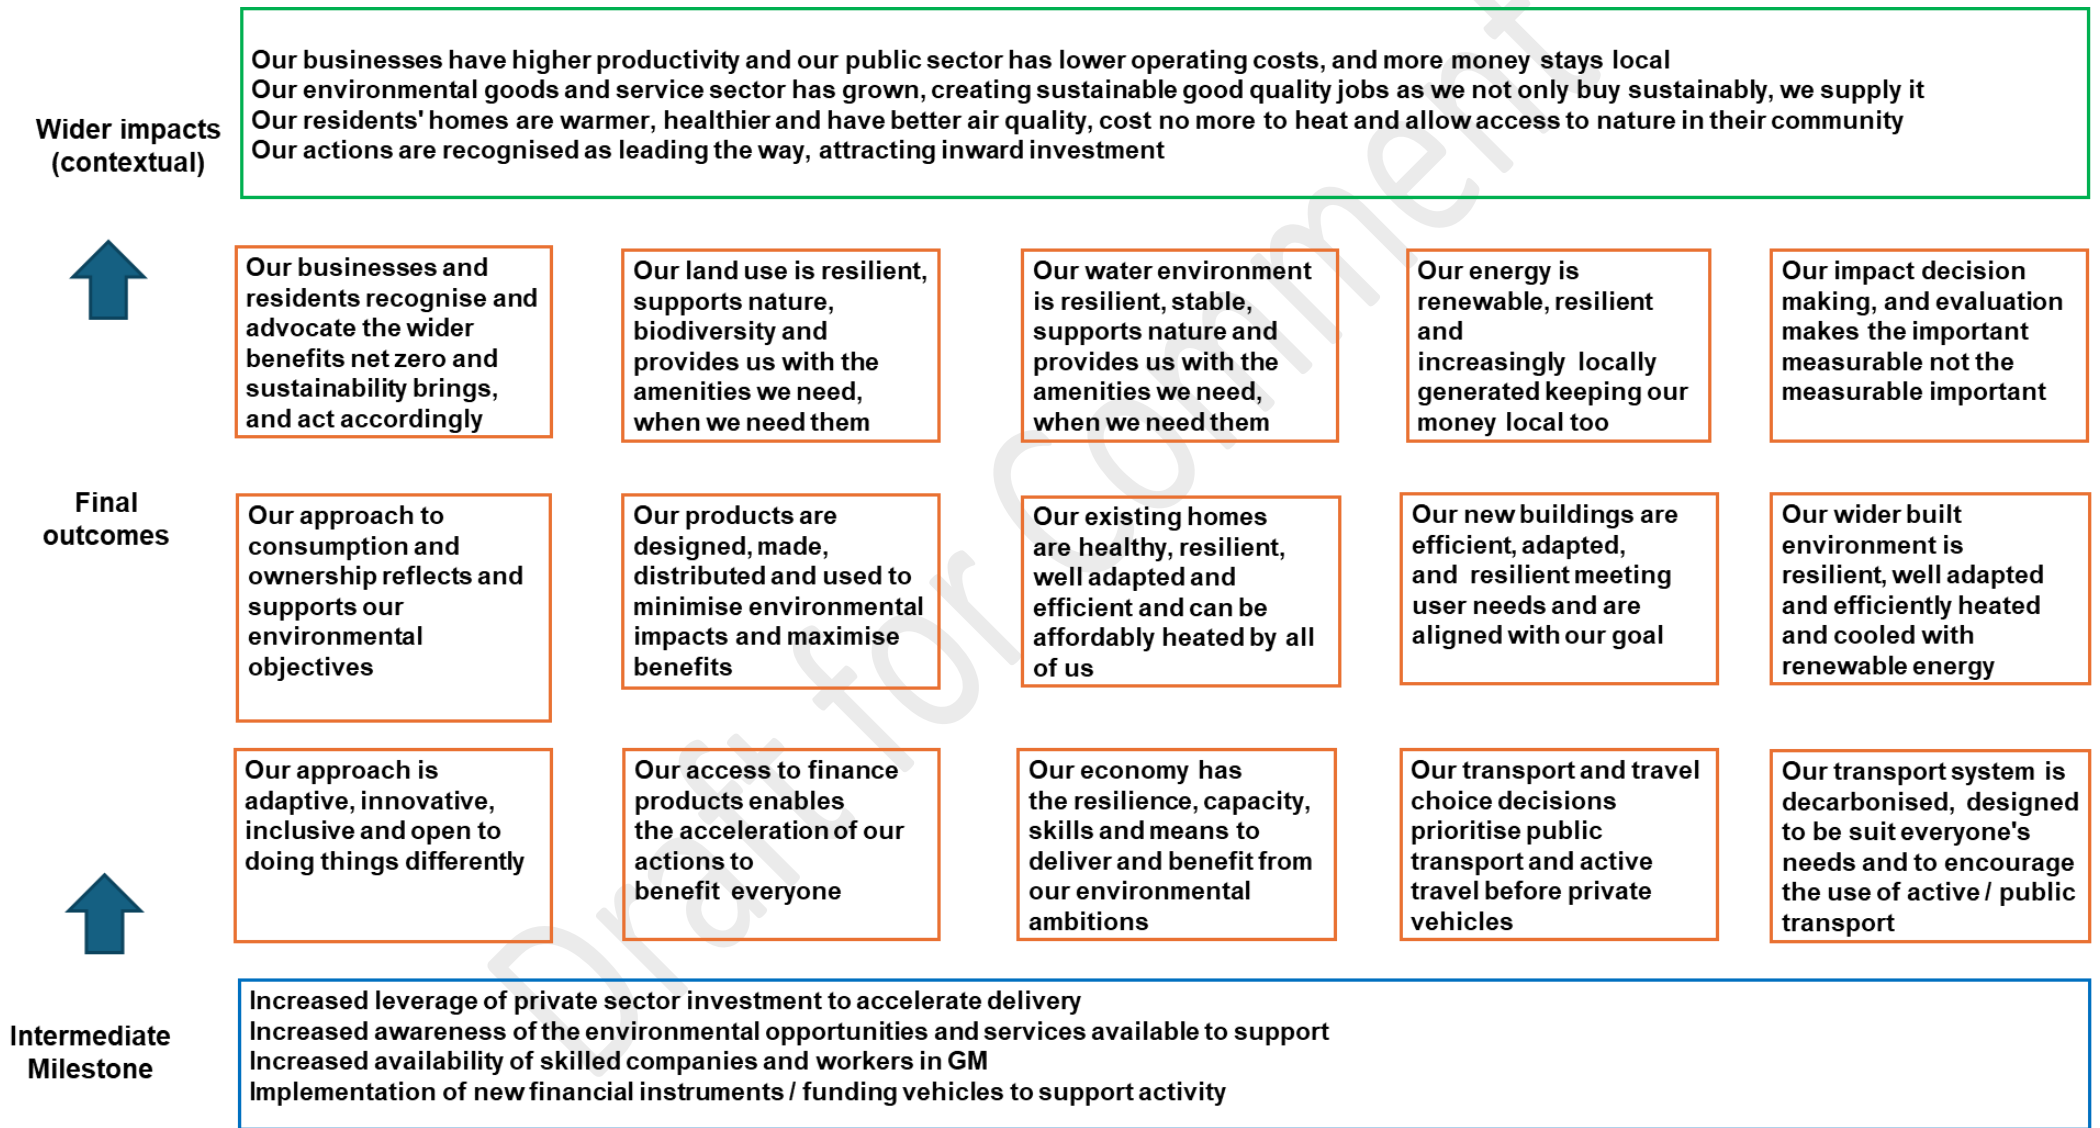 Our businesses have higher productivity and our public sector has lower operating costs, and more money stays local
Our environmental goods and service sector has grown, creating sustainable good quality jobs as we not only buy sustainably, we supply it
Our residents' homes are warmer, healthier and have better air quality, cost no more to heat and allow access to nature in their community
Our actions are recognised as leading the way, attracting inward investment
Wider impacts
(contextual)
Our businesses and
residents recognise and
advocate the wider
benefits net zero and
sustainability brings,
and act accordingly
Our land use is resilient,
supports nature,
biodiversity and
provides us with the
amenities we need,
when we need them
Our water environment
is resilient, stable,
supports nature and
provides us with the
amenities we need,
when we need them
Our energy is
renewable, resilient
and
increasingly locally
generated keeping our
money local too
Our impact decision
making, and evaluation
makes the important
measurable not the
measurable important
Final
outcomes
Our approach to
consumption and
ownership reflects and
supports our
environmental
objectives
Our products are
designed, made,
distributed and used to
minimise environmental
impacts and maximise
benefits
Our existing homes
are healthy, resilient,
well adapted and
efficient and can be
affordably heated by all
of us
Our new buildings are
efficient, adapted,
and resilient meeting
user needs and are
aligned with our goal
Our wider built
environment is
resilient, well adapted
and efficiently heated
and cooled with
renewable energy
Our approach is
adaptive, innovative,
inclusive and open to
doing things differently
Our access to finance
products enables
the acceleration of our
actions to
benefit everyone
Our economy has
the resilience, capacity,
skills and means to
deliver and benefit from
our environmental
ambitions
Our transport and travel
choice decisions
prioritise public
transport and active
travel before private
vehicles
Our transport system is
decarbonised, designed
to be suit everyone's
needs and to encourage
the use of active / public
transport
Intermediate
Milestone
Increased leverage of private sector investment to accelerate delivery
Increased awareness of the environmental opportunities and services available to support
Increased availability of skilled companies and workers in GM
Implementation of new financial instruments / funding vehicles to support activity
Draft for Comment